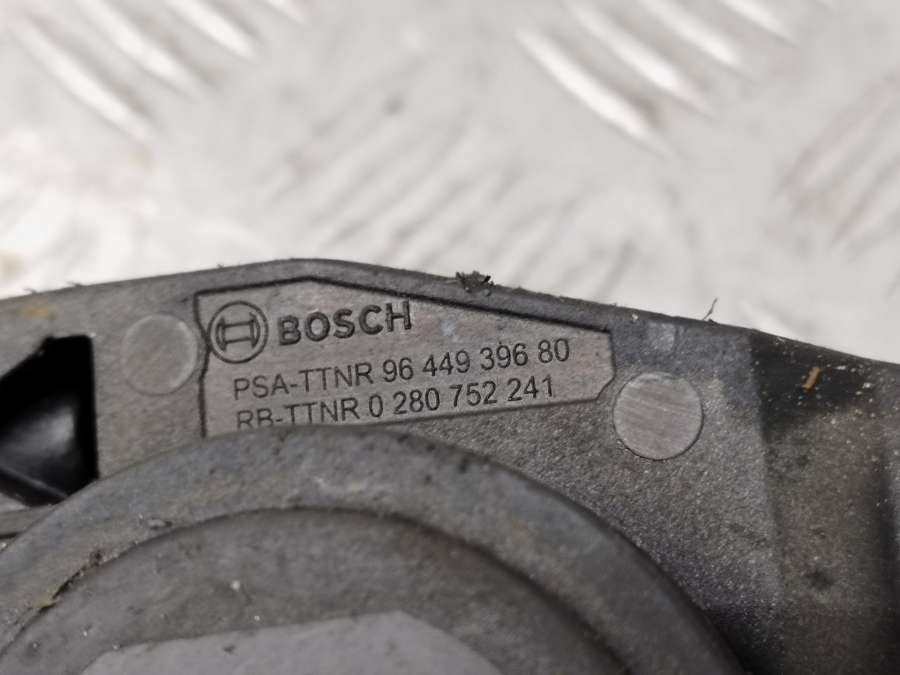 BOSCH
PSA-TTNR 96 449 396 80
RB-TTNR 0 280 752 241